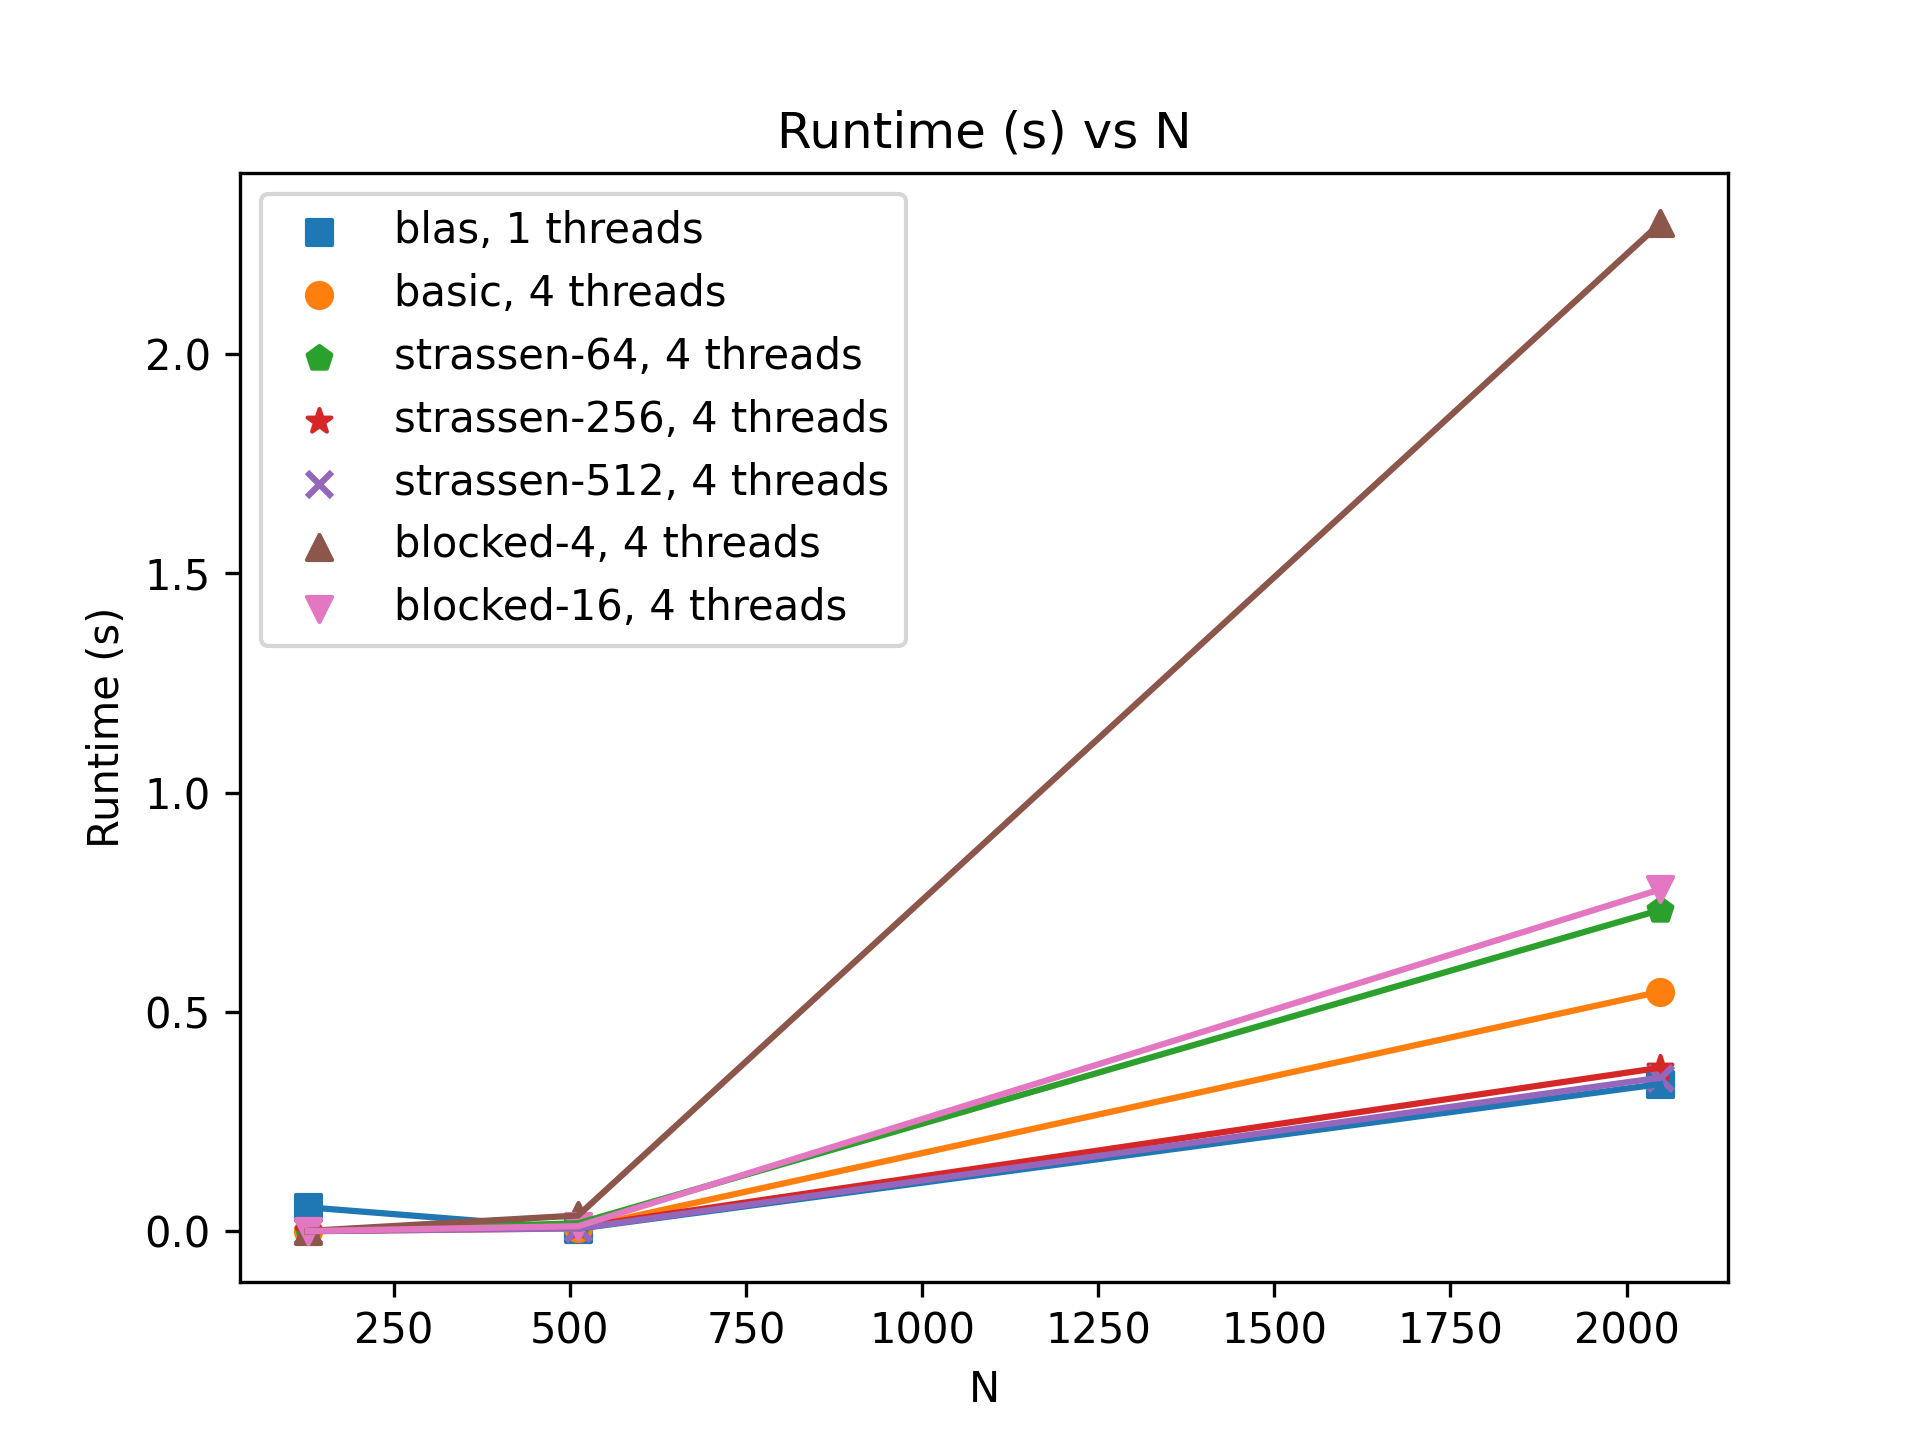 Runtime (s) vs N
blas, 1 threads
basic, 4 threads
strassen-64, 4 threads
strassen-256, 4 threads
strassen-512, 4 threads
blocked-4, 4 threads
blocked-16, 4 threads
Runtime (s)
2.0
1.5
1.0
0.5
0.0
250 500 750 1000 1250 1500 1750 2000
N